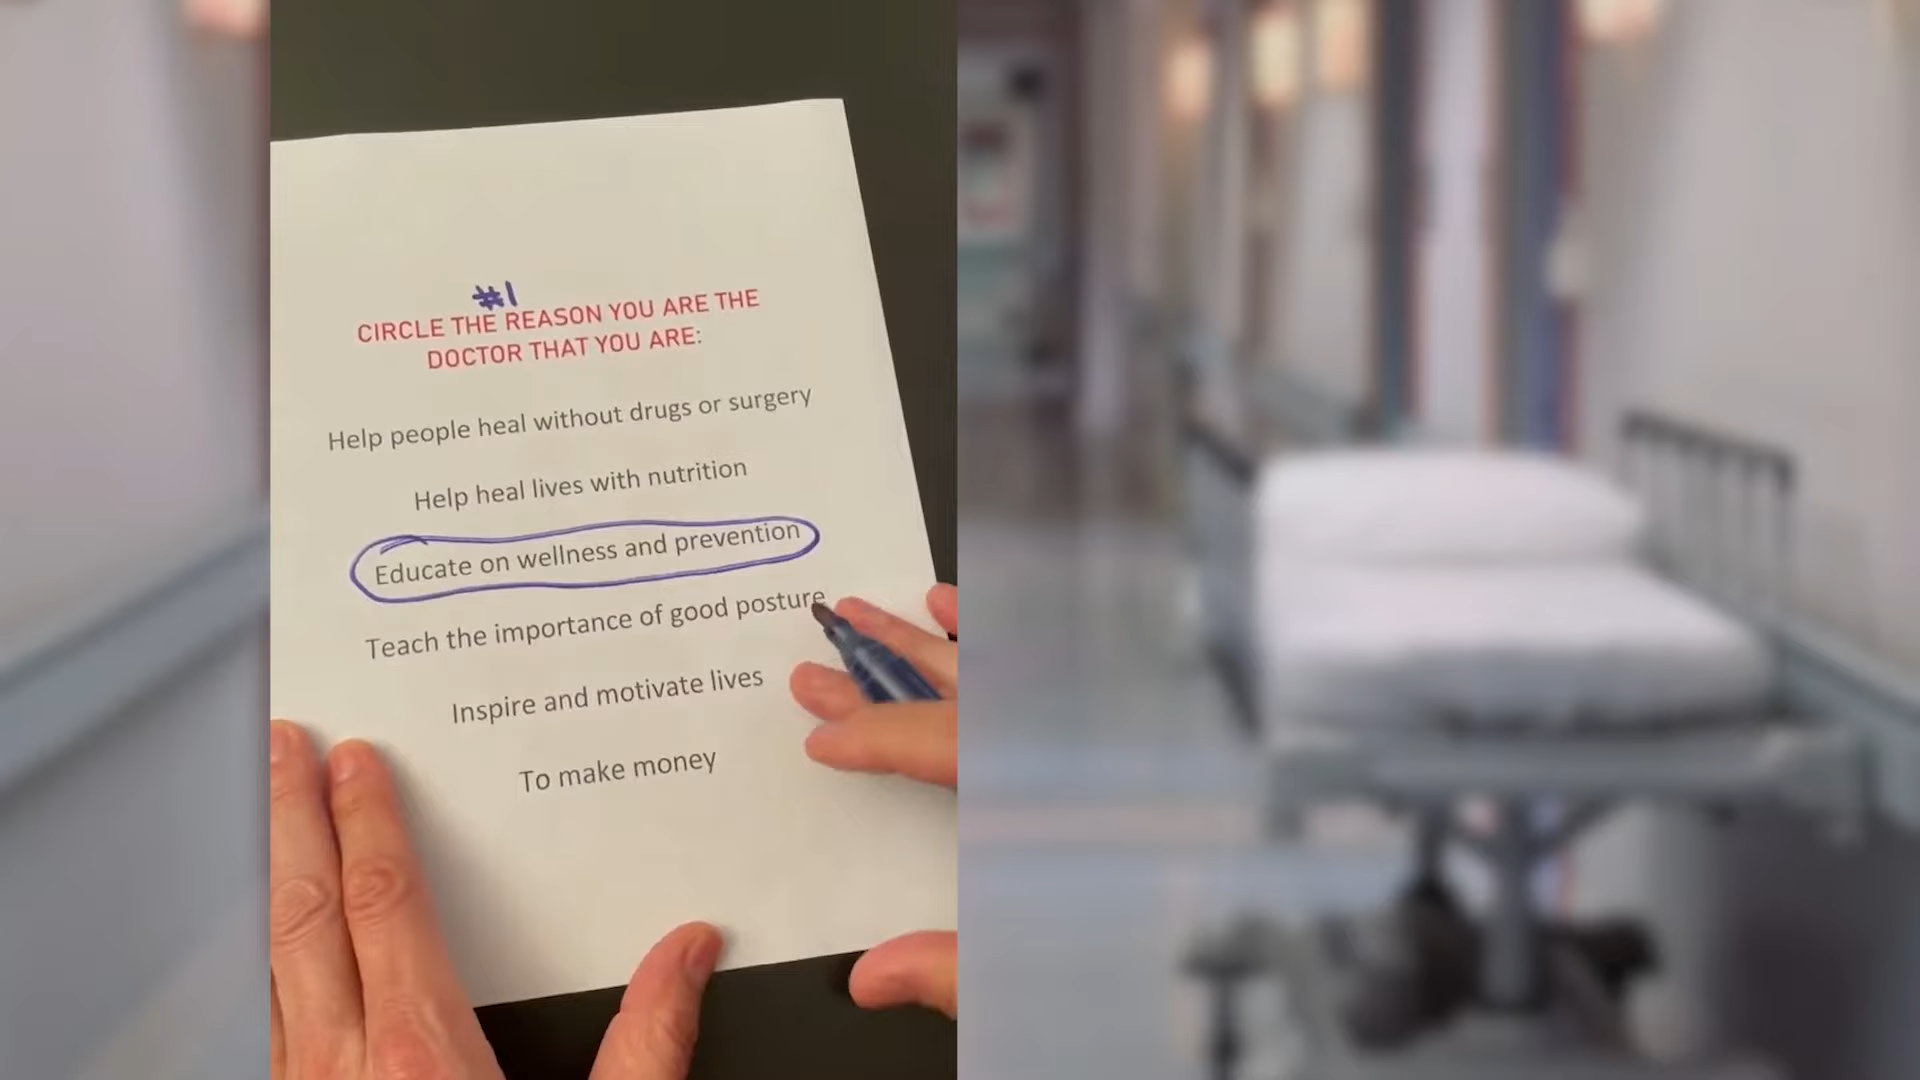 #1
CIRCLE THE REASON YOU ARE THE
DOCTOR THAT YOU ARE:
Help people heal without drugs or surgery
Help heal lives with nutrition
Educate on wellness and prevention
Teach the importance of good posture
Inspire and motivate lives
To make money